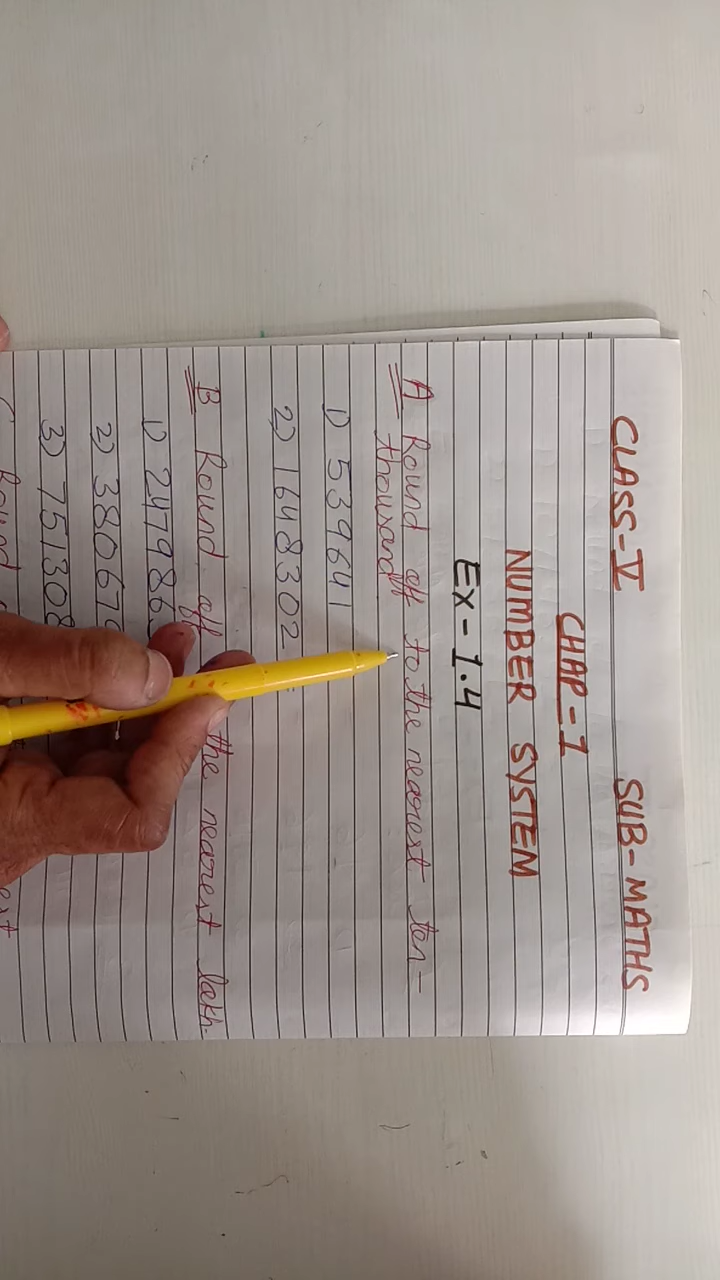 CLASS-V SUB-MATHS
CHAP-1
NUMBER SYSTEM
Ex-1.4
A Round off to the nearest ten-
thousand
1) 539641
2) 1648302
B Round off the nearest lakh
1) 247986
2) 38067
3) 751308